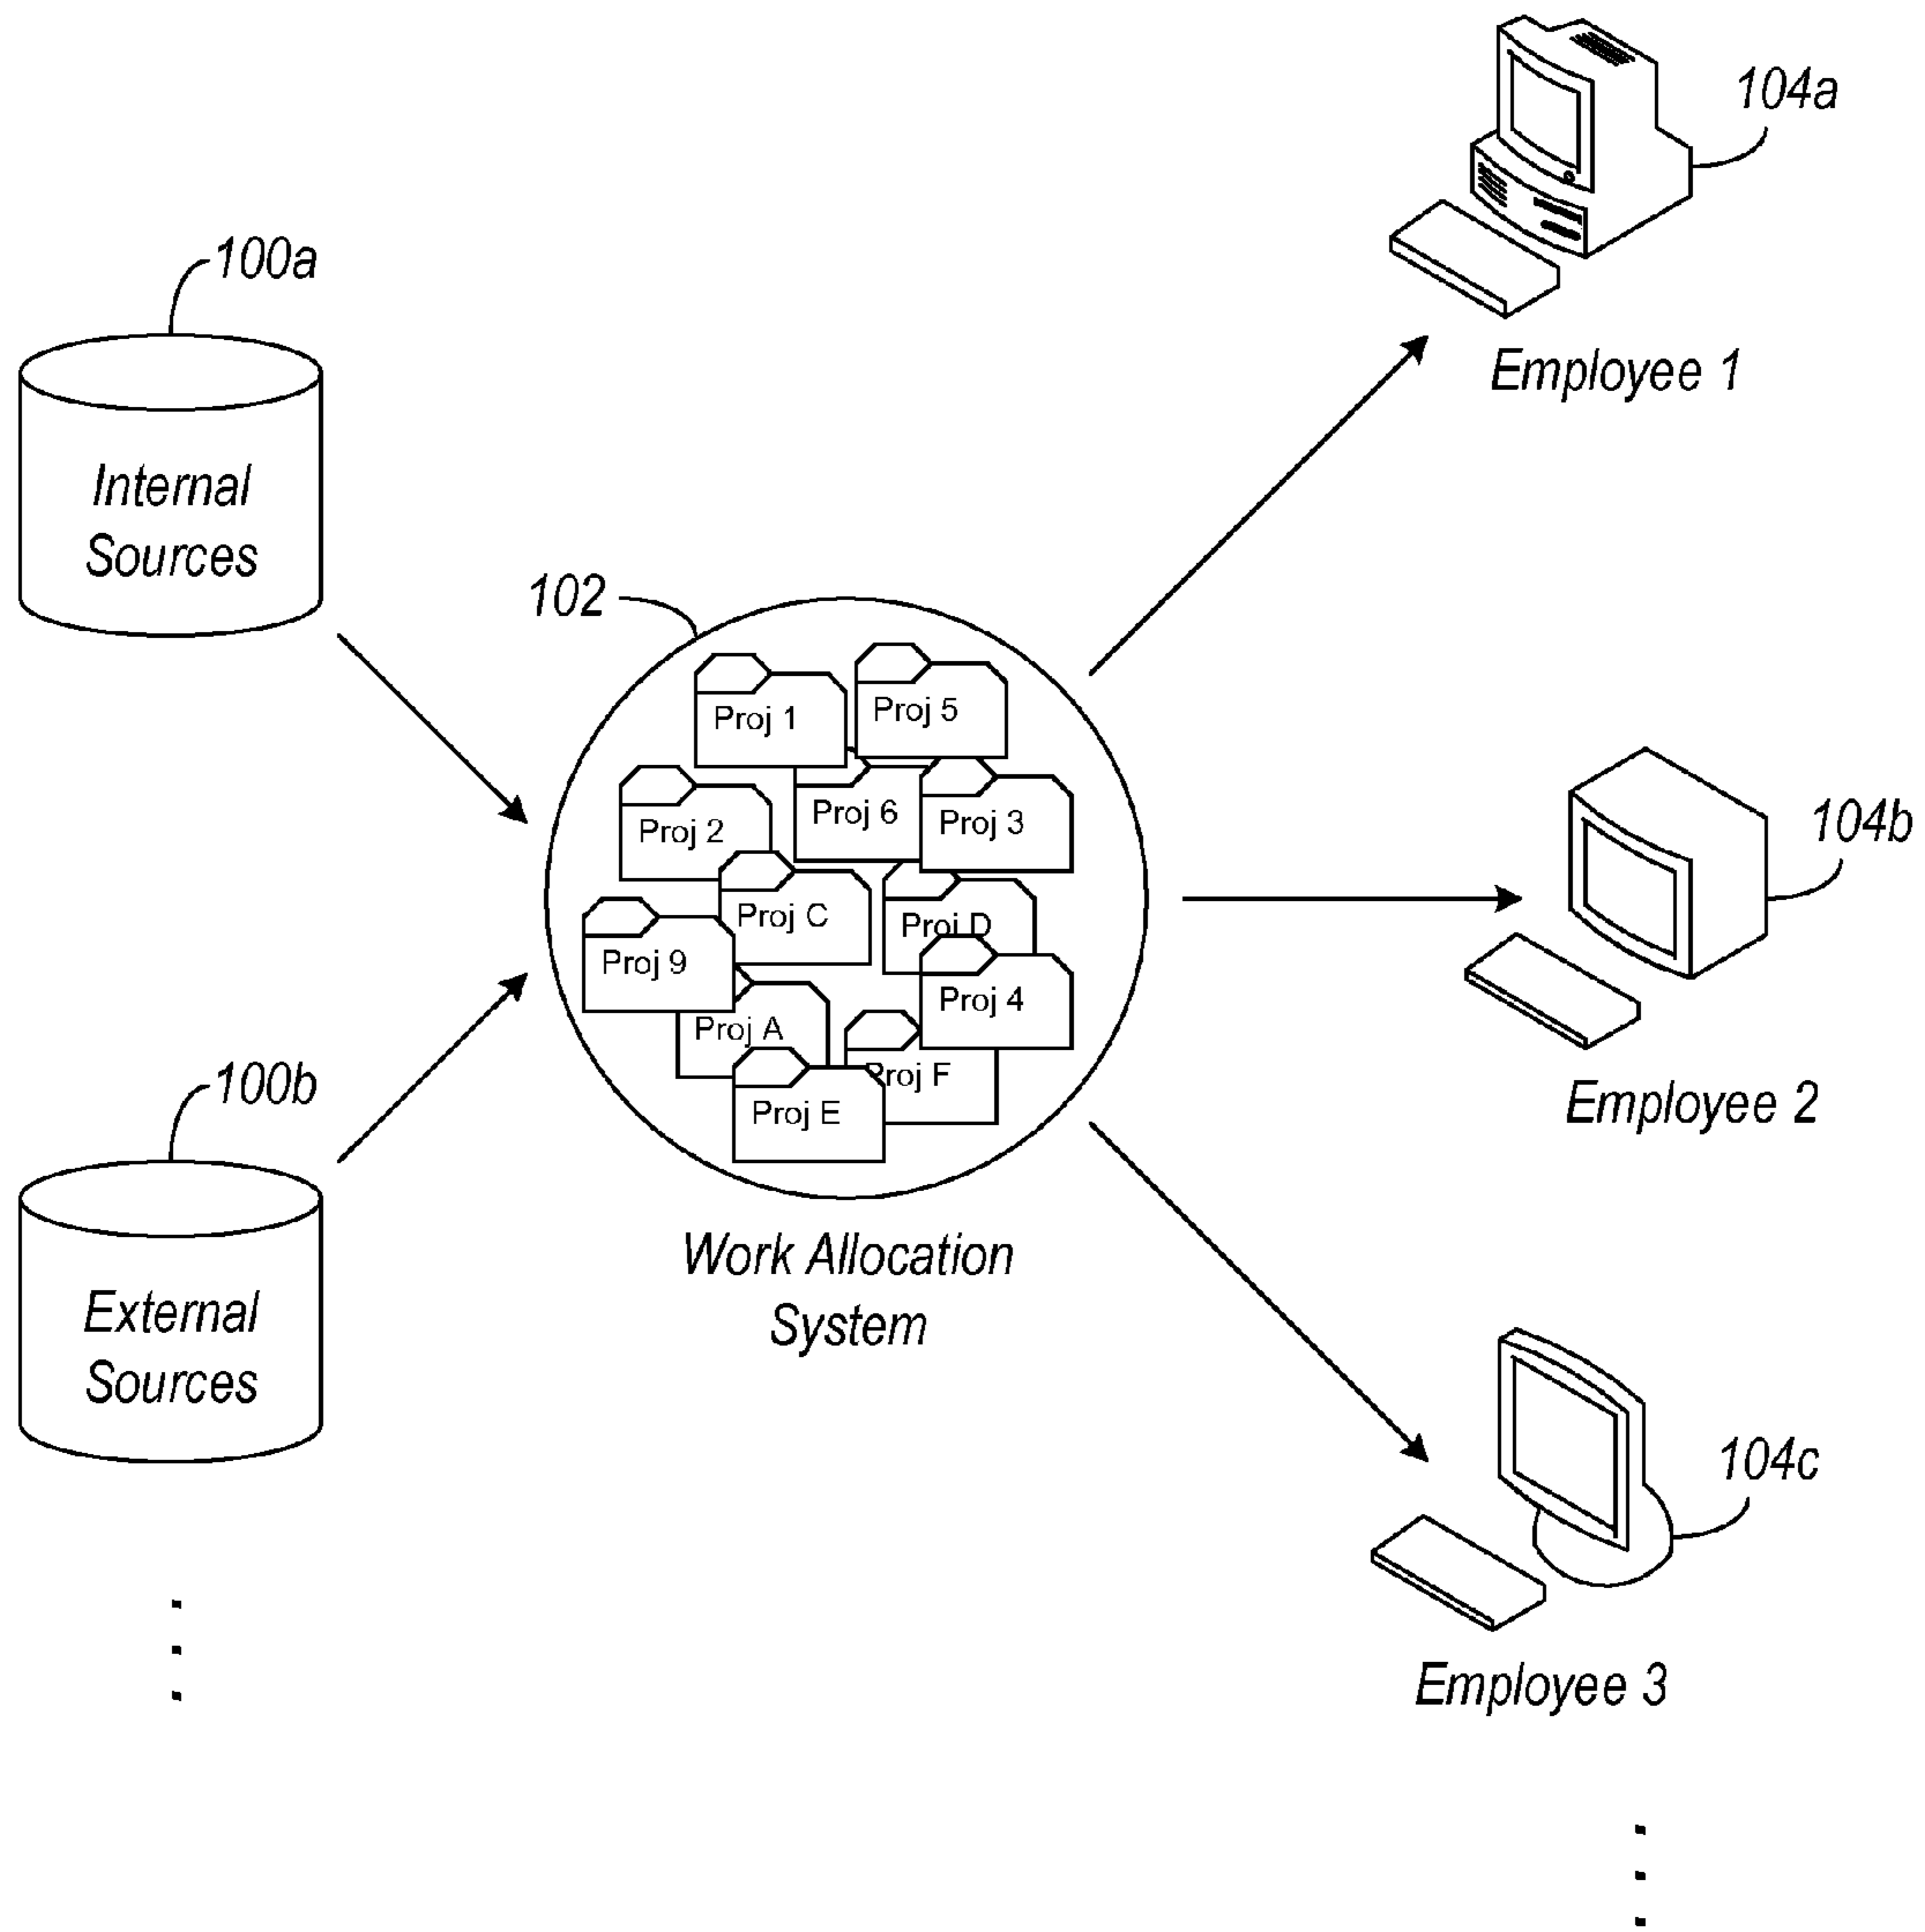 104a
100a
Internal
Sources
Employee 1
102
Proj 1
Proj 5
Proj 2
Proj 6
Proj 3
104b
Proj C
Proj D
Proj 9
Proj 4
Proj A
Proj F
Proj E
100b
Employee 2
External
Sources
Work Allocation
System
104c
Employee 3